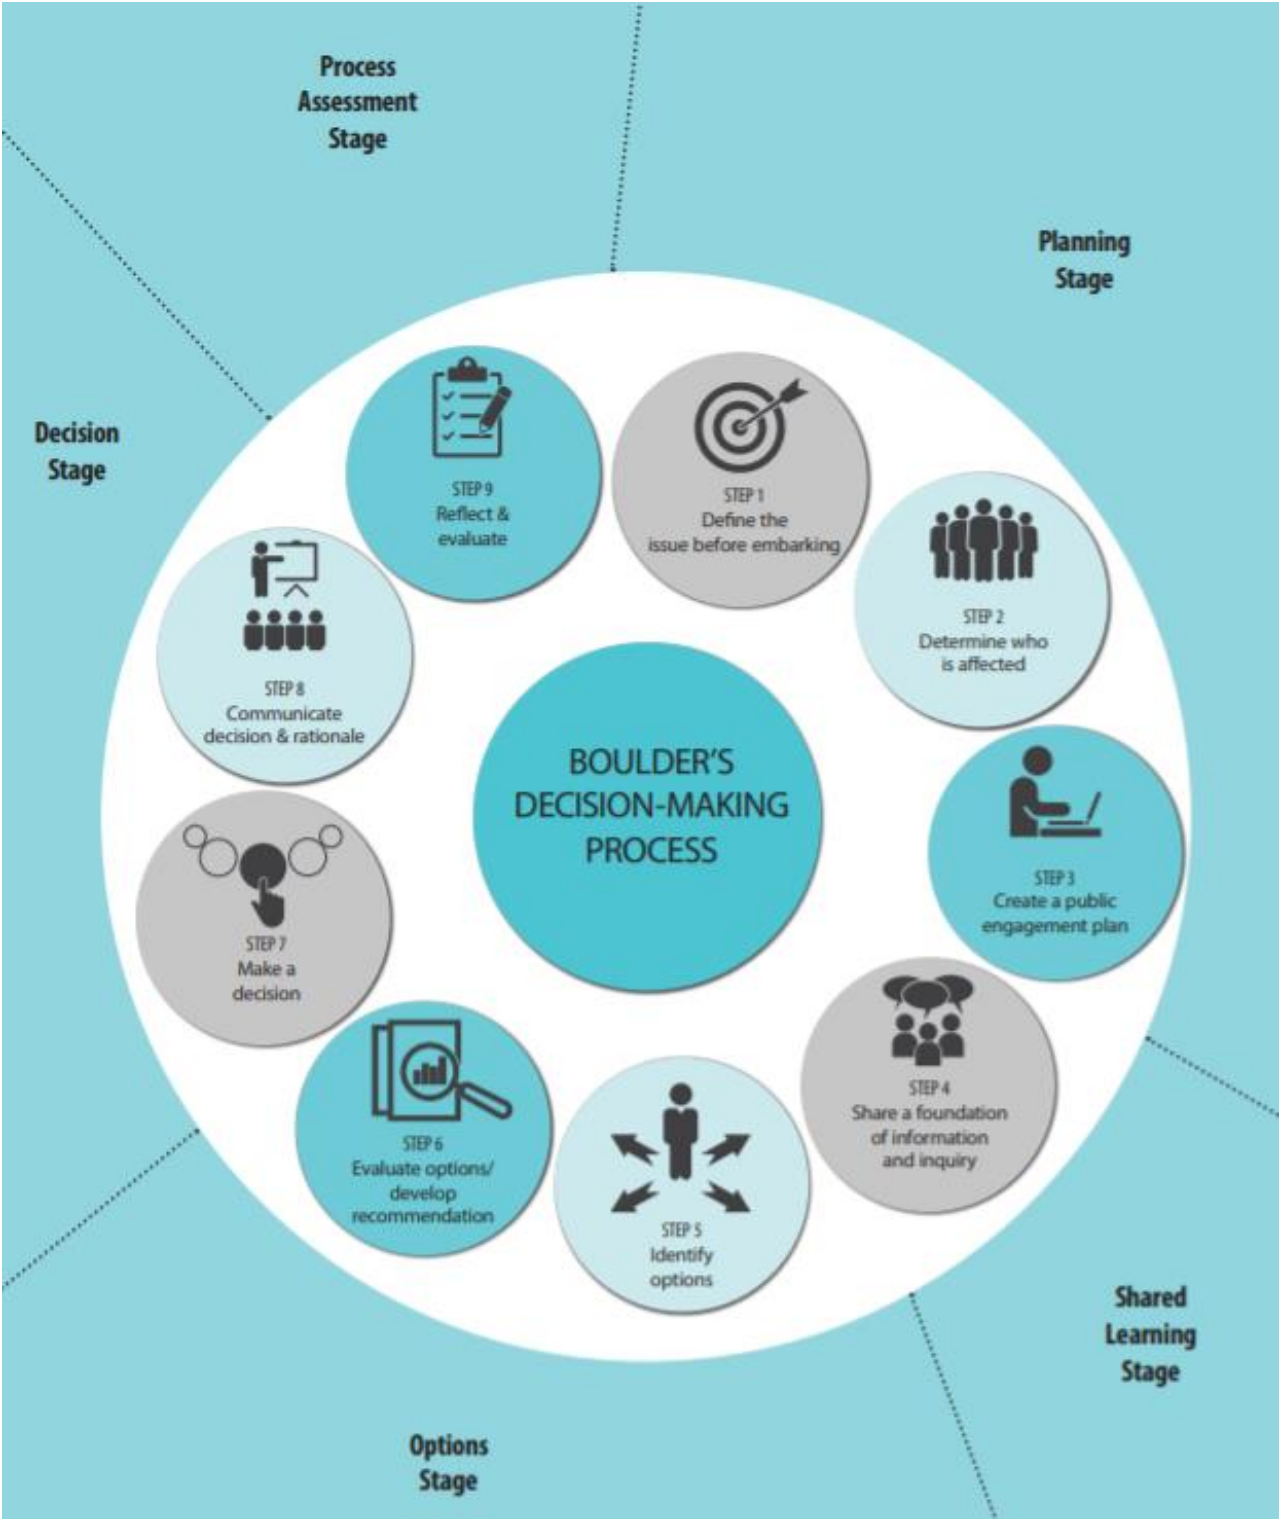 Process
Assessment
Stage
Planning
Stage
Decision
Stage
STEP 9
Reflect &
evaluate
STEP 1
Define the
issue before embarking
STEP 2
Determine who
is affected
STEP 8
Communicate
decision & rationale
BOULDER'S
DECISION-MAKING
PROCESS
STEP 3
Create a public
engagement plan
STEP 7
Make a
decision
STEP 4
Share a foundation
of information
and inquiry
STEP 6
Evaluate options/
develop
recommendation
STEP 5
Identify
options
Shared
Learning
Stage
Options
Stage